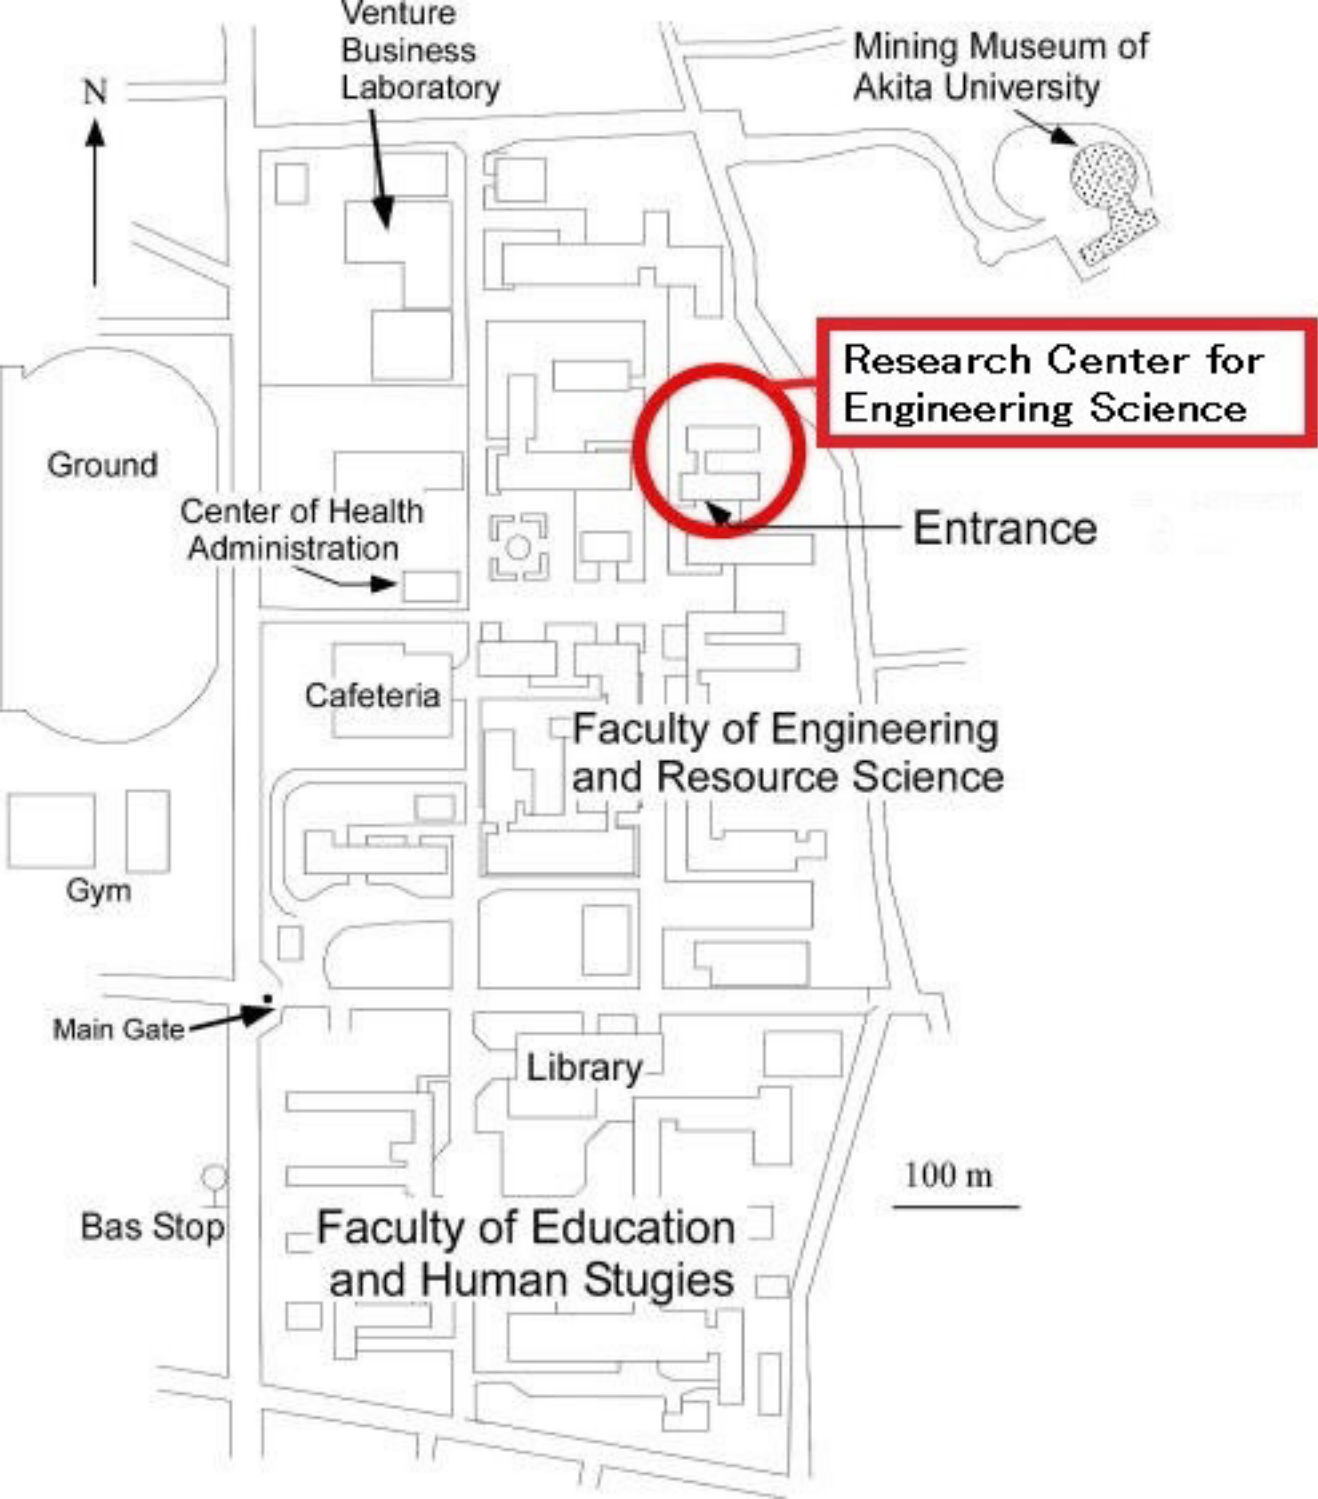 Venture
Business
Laboratory
N
Mining Museum of
Akita University
Research Center for
Engineering Science
Ground
Center of Health
Administration
Entrance
Cafeteria
Faculty of Engineering
and Resource Science
Gym
Main Gate
Library
100 m
Bas Stop
Faculty of Education
and Human Stugies